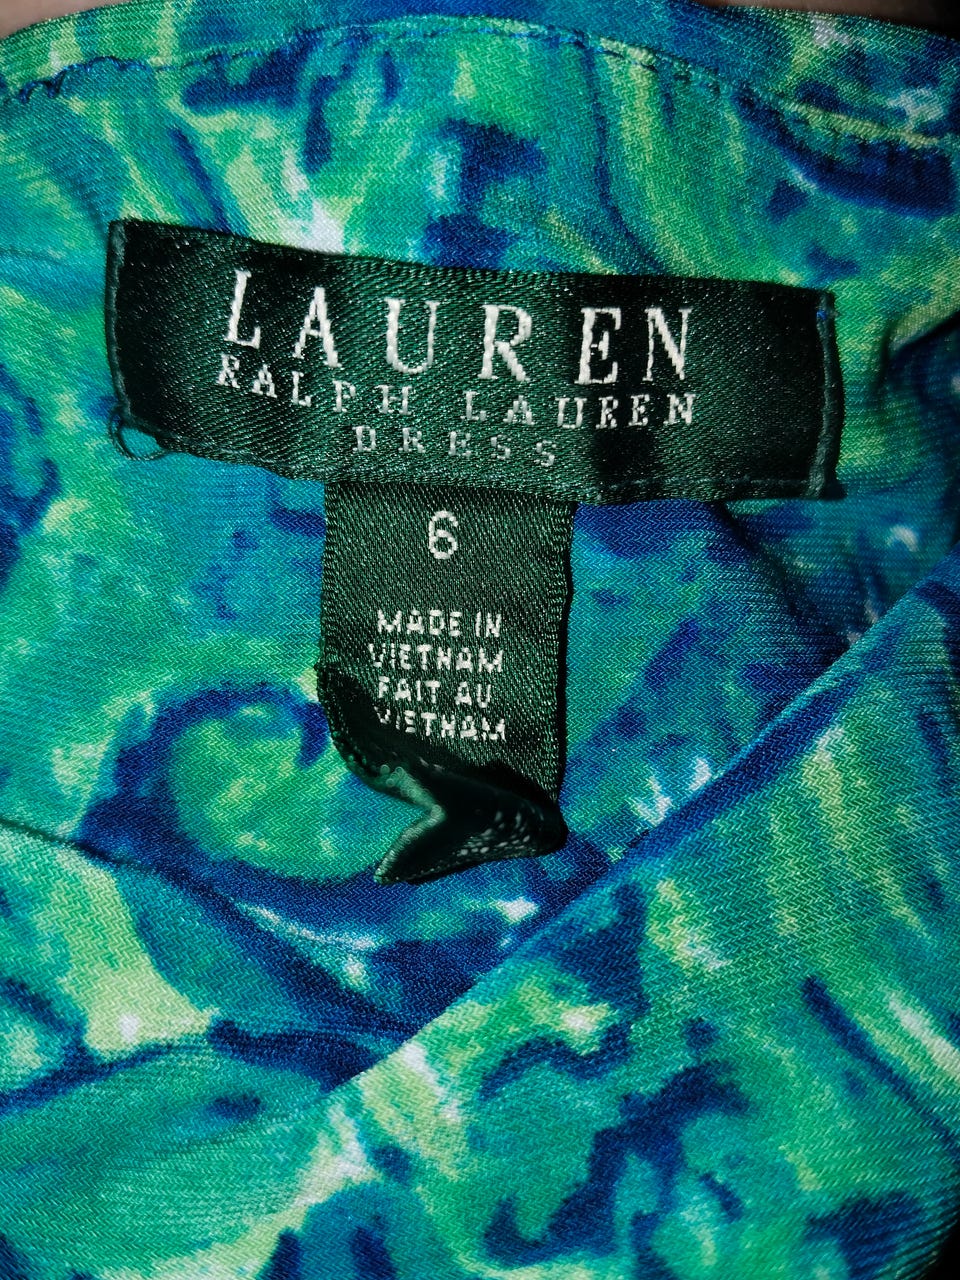 LAUREN
RALPH LAUREN
DRESS
6
MADE IN
VIETNAM
FAIT AU
VIETNAM